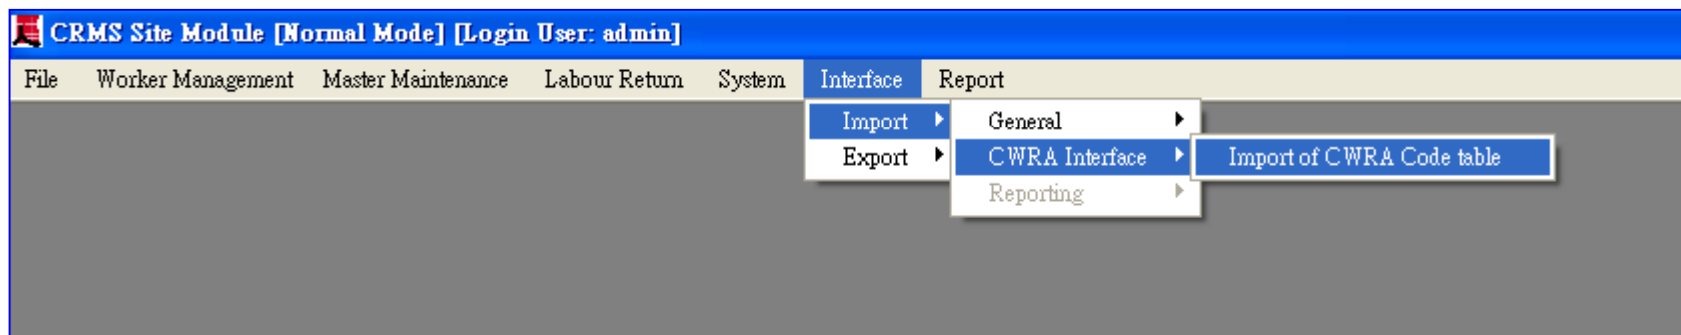 CRMS Site Module [Normal Mode] [Login User: admin]
File Worker Management Master Maintenance Labour Return System Interface Report
Import General
Export CWRA Interface Import of CWRA Code table
Reporting